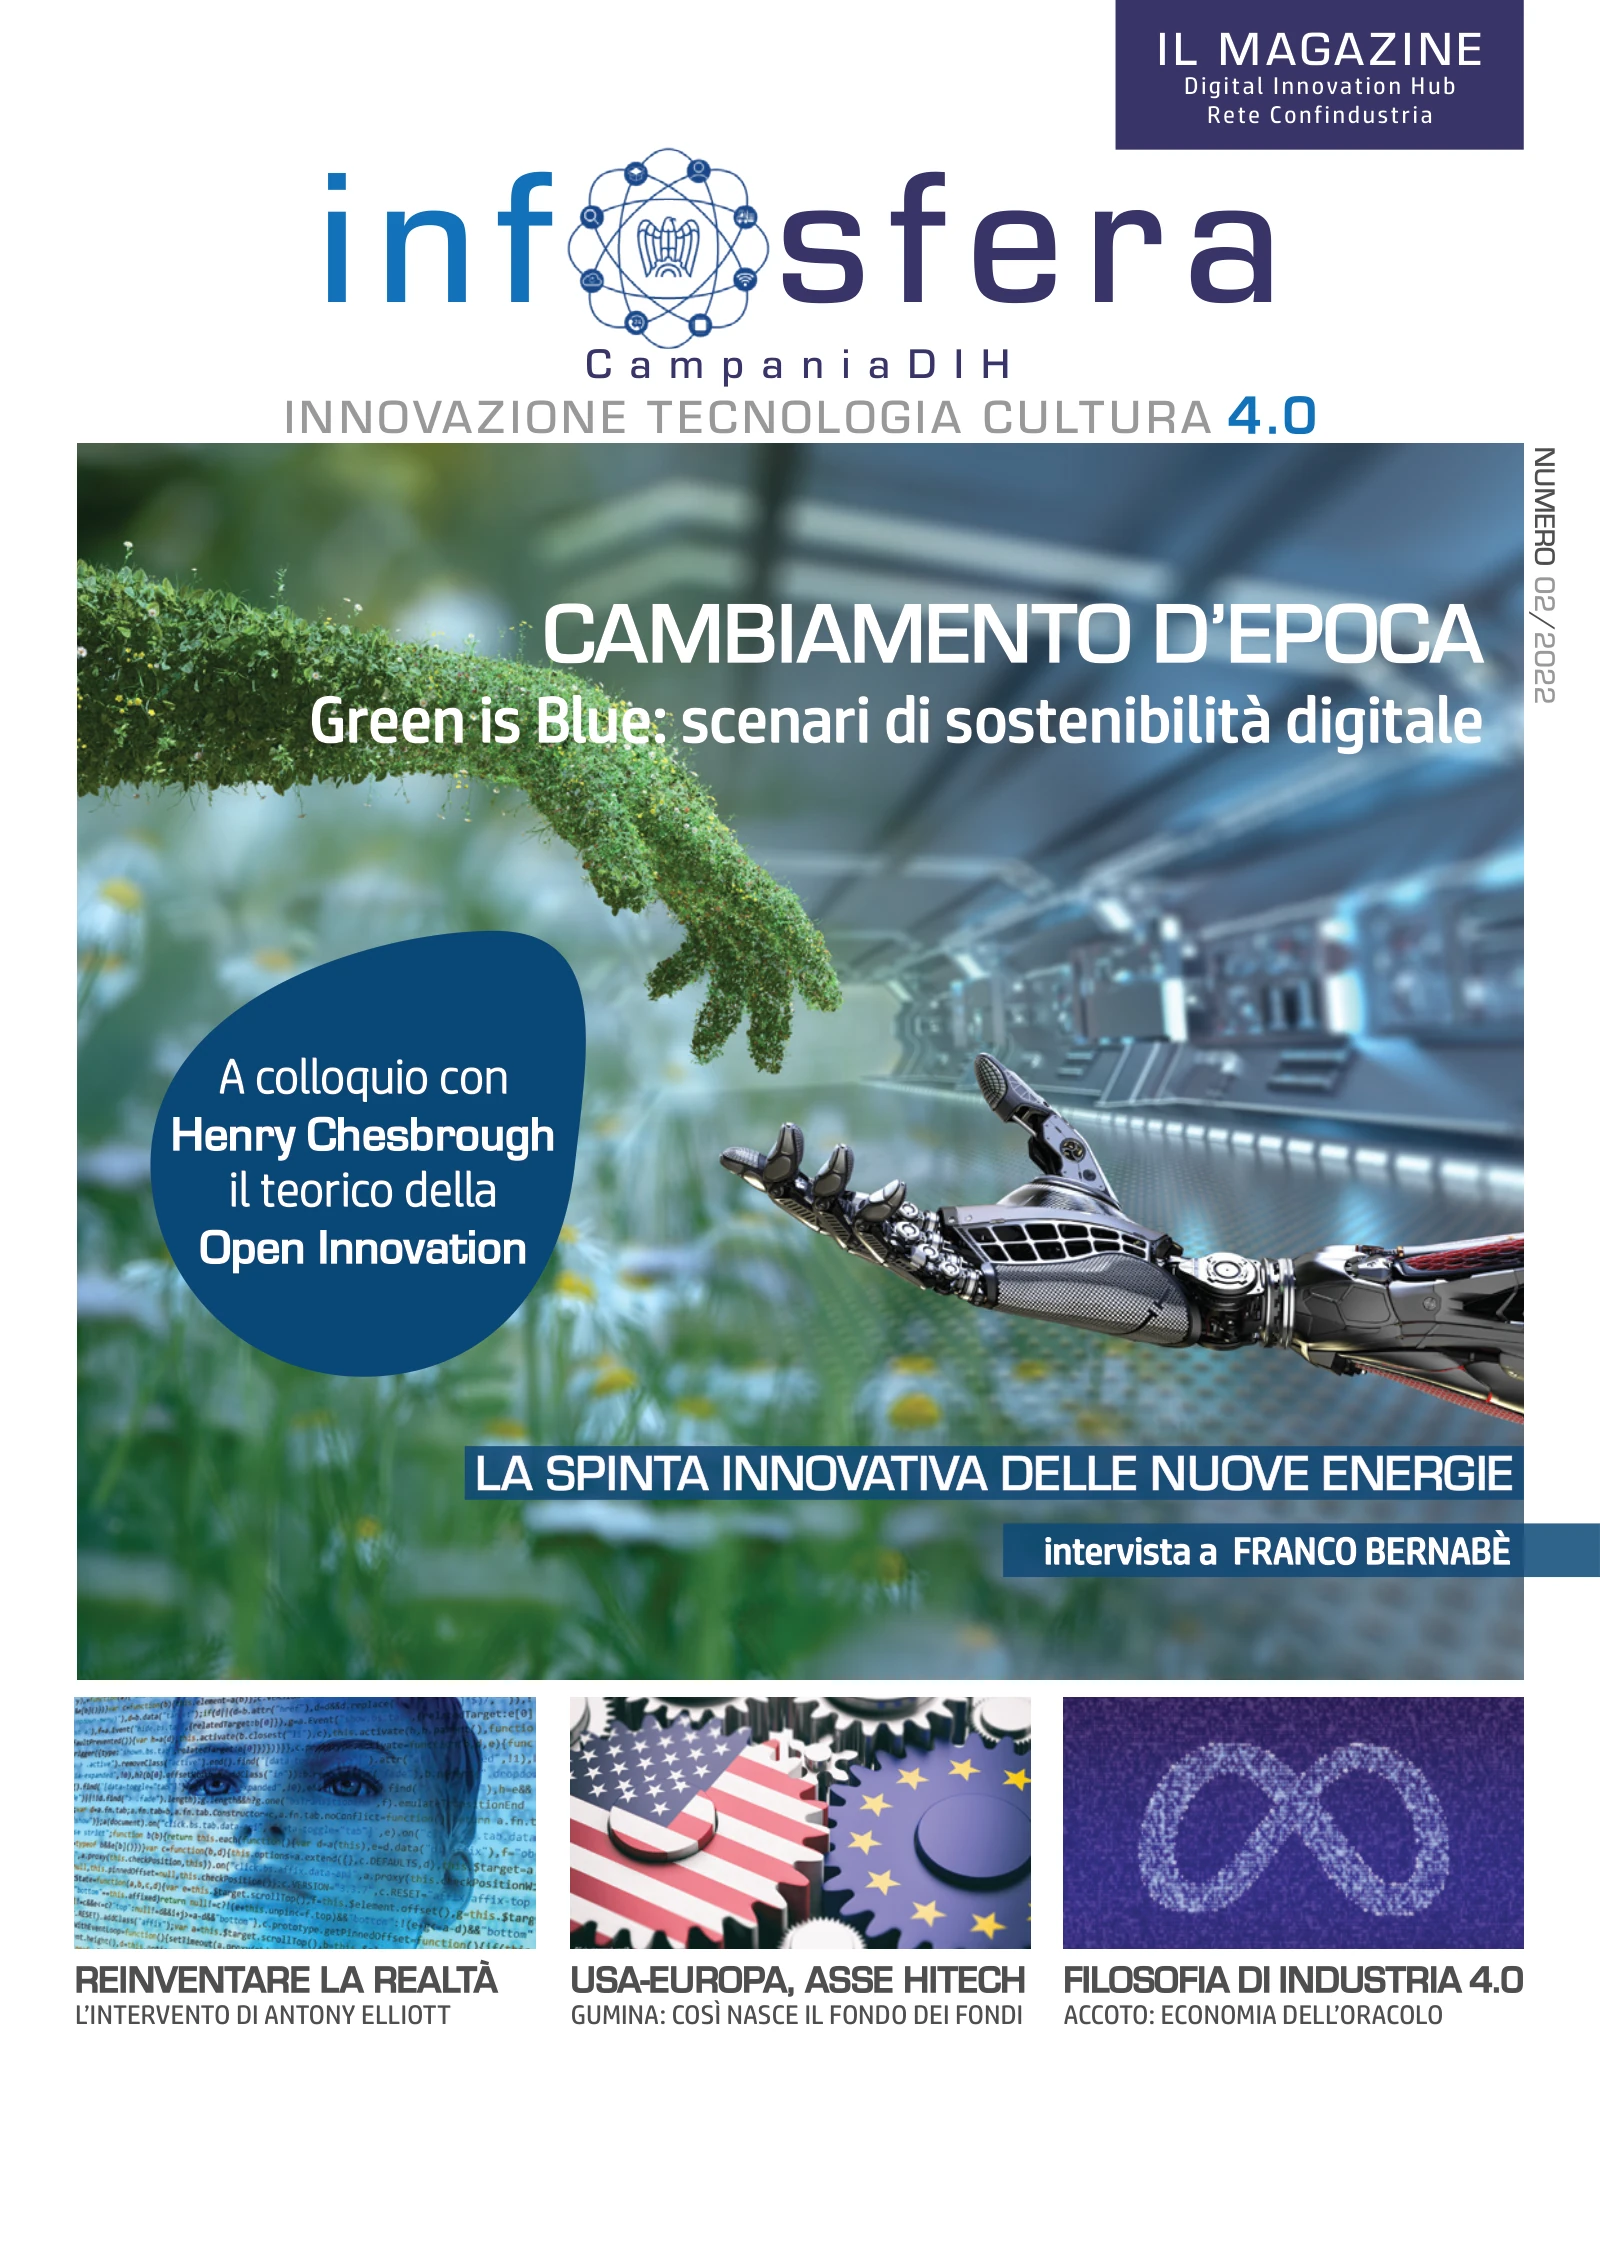 IL MAGAZINE
Digital Innovation Hub
Rete Confindustria
infosfera
CampaniaDIH
INNOVAZIONE TECNOLOGIA CULTURA 4.0
NUMERO 02/2022
CAMBIAMENTO D'EPOCA
Green is Blue: scenari di sostenibilità digitale
A colloquio con
Henry Chesbrough
il teorico della
Open Innovation
LA SPINTA INNOVATIVA DELLE NUOVE ENERGIE
intervista a FRANCO BERNABÈ
REINVENTARE LA REALTÀ
L'INTERVENTO DI ANTONY ELLIOTT
USA-EUROPA, ASSE HITECH
GUMINA: COSÌ NASCE IL FONDO DEI FONDI
FILOSOFIA DI INDUSTRIA 4.0
ACCOTO: ECONOMIA DELL'ORACOLO